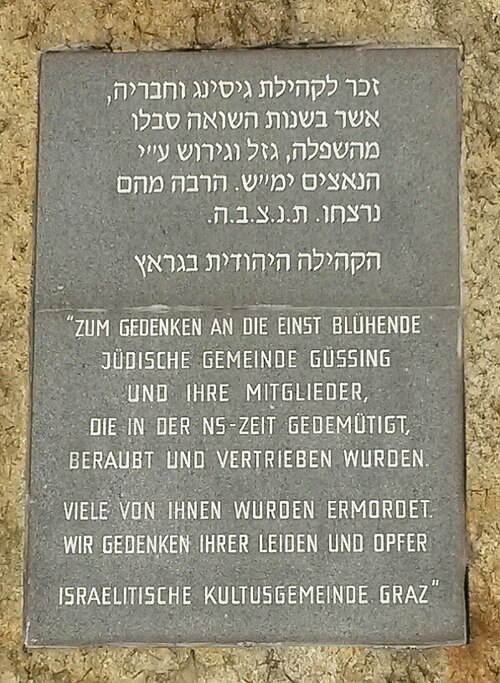 זכר לקהילת גיסינג וחבריה,
אשר בשנות השואה סבלו
מהשפלה, גזל וגירוש ע״י
הנאצים ימ״ש. הרבה מהם
נרצחו. ת.נ.צ.ב.ה.
הקהילה היהודית בגראץ
"ZUM GEDENKEN AN DIE EINST BLÜHENDE
JÜDISCHE GEMEINDE GÜSSING
UND IHRE MITGLIEDER,
DIE IN DER NS-ZEIT GEDEMÜTIGT,
BERAUBT UND VERTRIEBEN WURDEN.
VIELE VON IHNEN WURDEN ERMORDET.
WIR GEDENKEN IHRER LEIDEN UND OPFER
ISRAELITISCHE KULTUSGEMEINDE GRAZ"